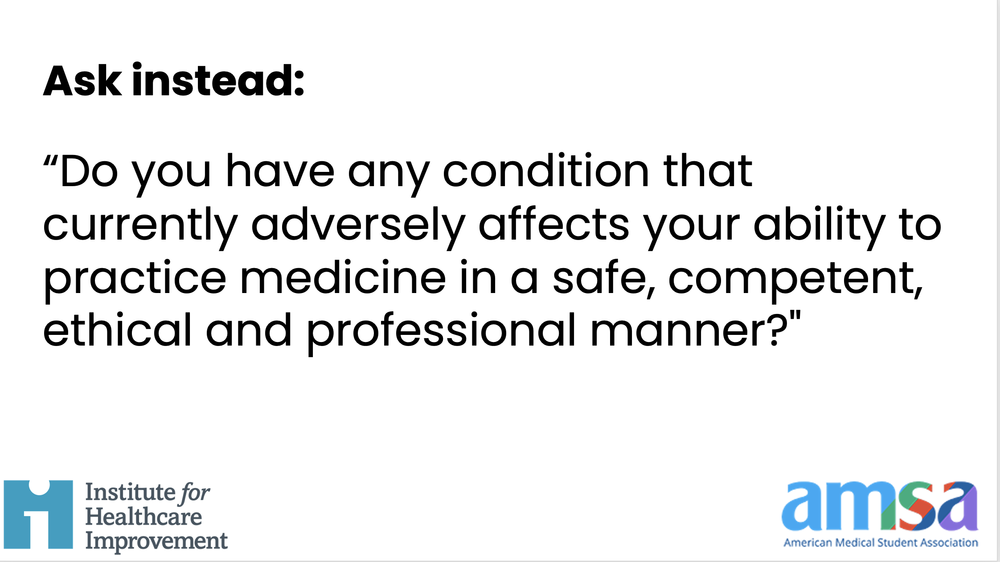 Ask instead:
“Do you have any condition that
currently adversely affects your ability to
practice medicine in a safe, competent,
ethical and professional manner?"
Institute for
Healthcare
Improvement
amsa
American Medical Student Association